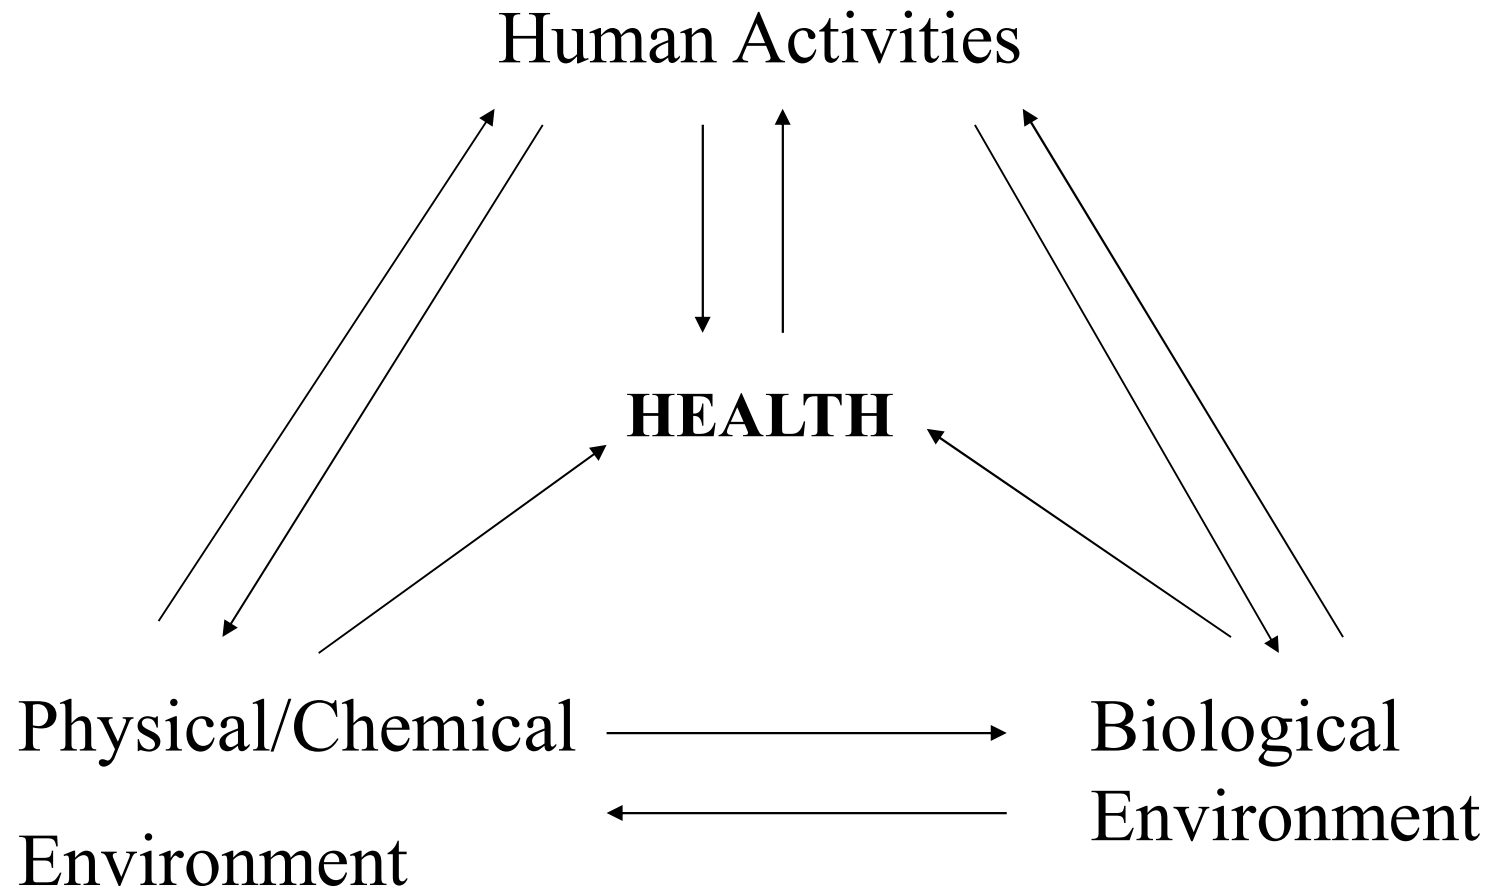 Human Activities
HEALTH
Physical/Chemical
Environment
Biological
Environment